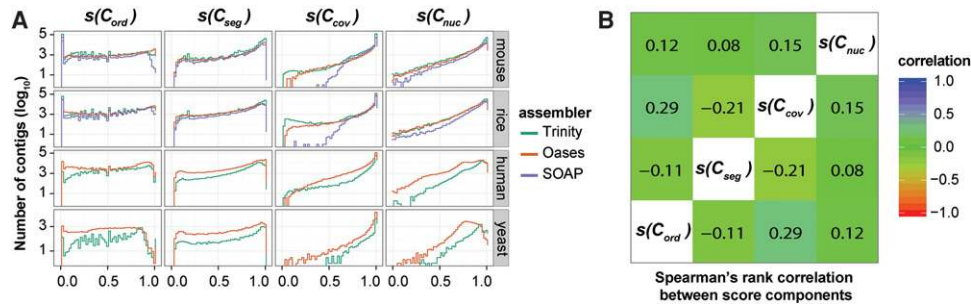 A
s(C_ord) s(C_seg) s(C_cov) s(C_nuc)
Number of contigs (log10)
5
3
1
mouse
5
3
1
rice
5
3
1
human
3
1
yeast
0.0 0.5 1.0 0.0 0.5 1.0 0.0 0.5 1.0 0.0 0.5 1.0
assembler
Trinity
Oases
SOAP
B
0.12 0.08 0.15 s(C_nuc)
0.29 −0.21 s(C_cov) 0.15
−0.11 s(C_seg) −0.21 0.08
s(C_ord) −0.11 0.29 0.12
Spearman's rank correlation
between score components
correlation
1.0
0.5
0.0
−0.5
−1.0